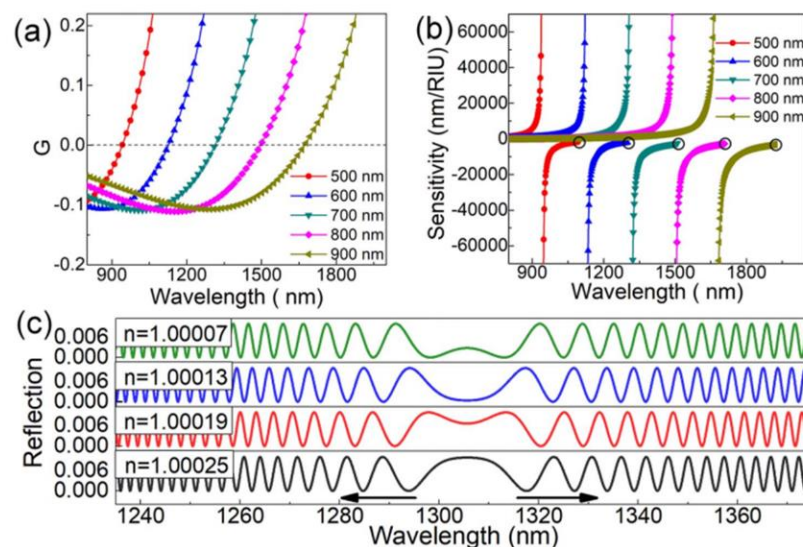 (a)
G
0.2
0.1
0.0
-0.1
-0.2
500 nm
600 nm
700 nm
800 nm
900 nm
900 1200 1500 1800
Wavelength ( nm)
(b)
Sensitivity (nm/RIU)
60000
40000
20000
0
-20000
-40000
-60000
500 nm
600 nm
700 nm
800 nm
900 nm
900 1200 1500 1800
Wavelength (nm)
(c)
Reflection
0.006
0.000
n=1.00007
0.006
0.000
n=1.00013
0.006
0.000
n=1.00019
0.006
0.000
n=1.00025
1240 1260 1280 1300 1320 1340 1360
Wavelength (nm)